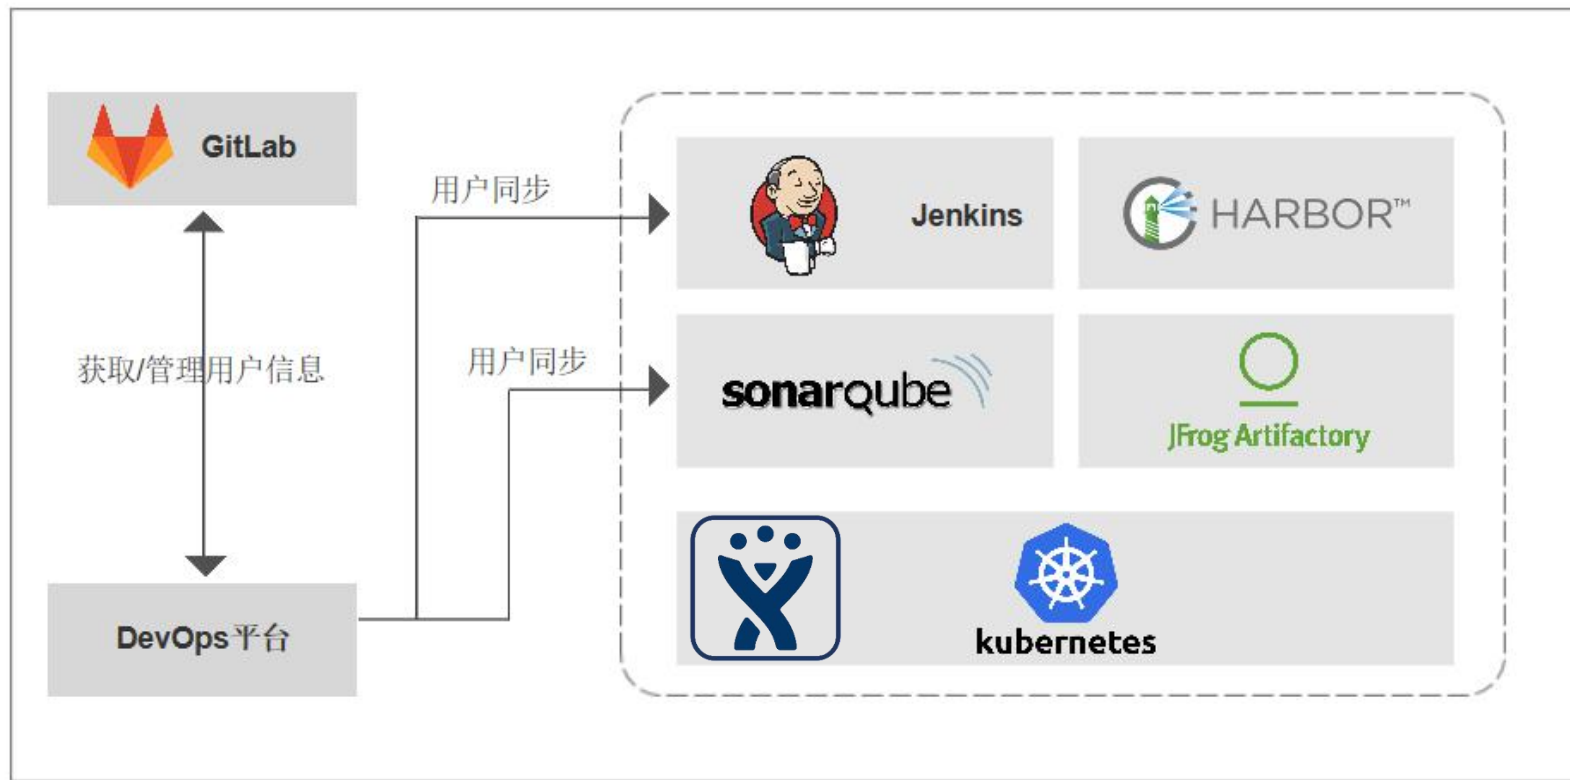 GitLab
用户同步
Jenkins
HARBOR™
获取/管理用户信息
用户同步
sonarqube
JFrog Artifactory
DevOps平台
kubernetes